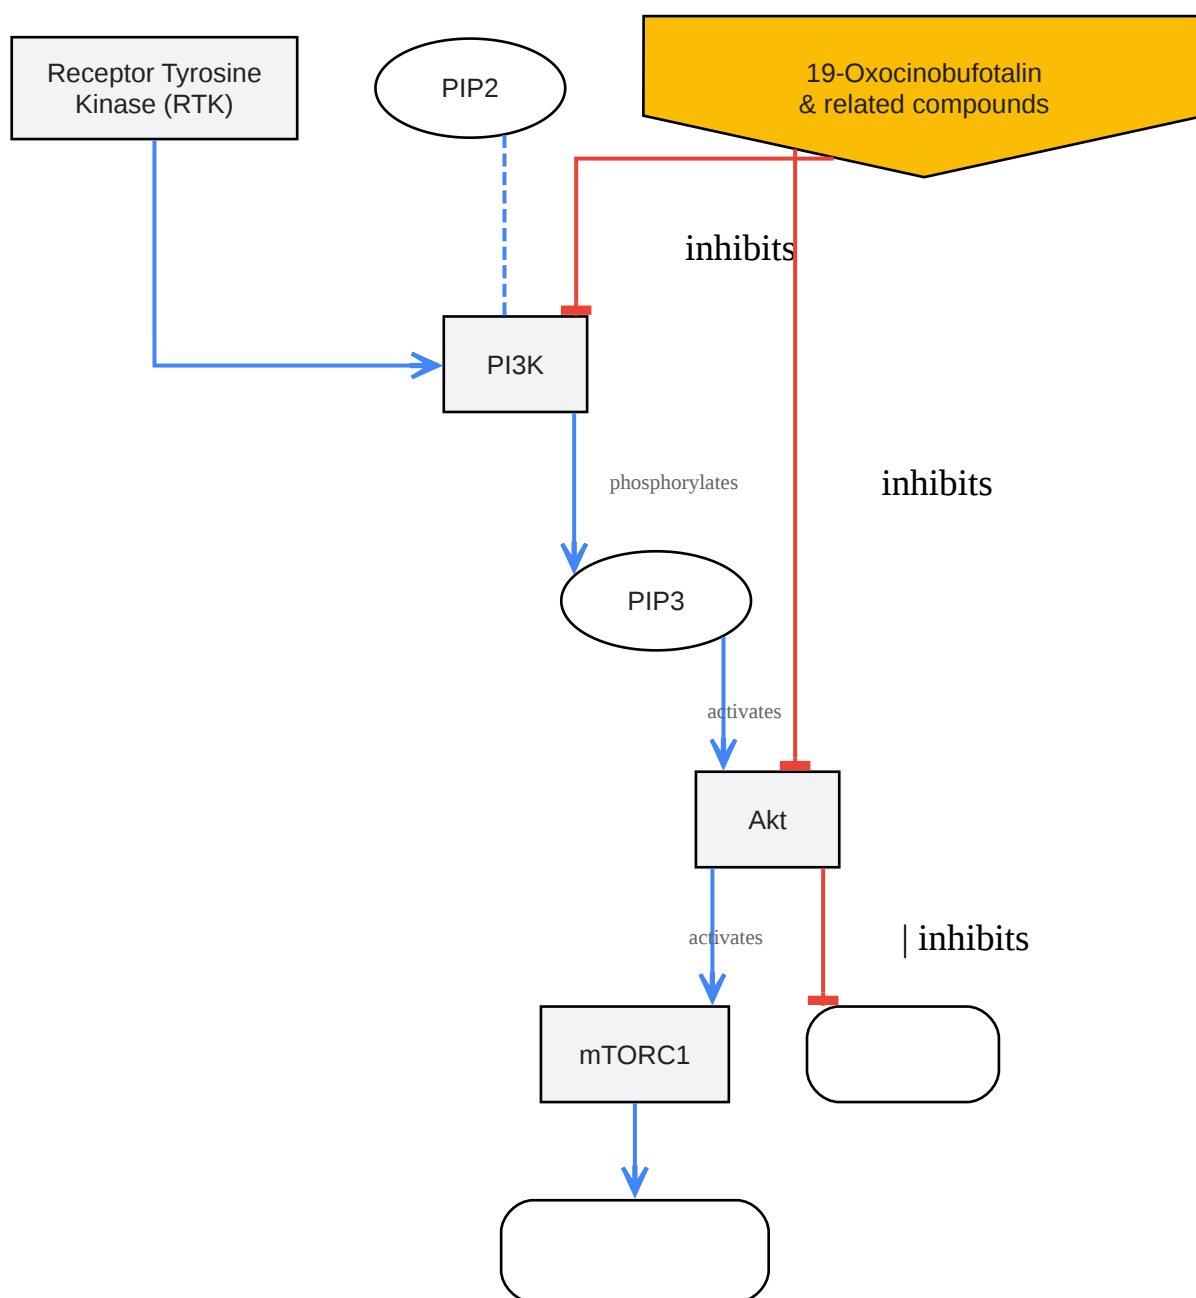 Receptor Tyrosine
Kinase (RTK)
PIP2
19-Oxocinobufotalin
& related compounds
inhibits
PI3K
phosphorylates
inhibits
PIP3
activates
Akt
activates
| inhibits
mTORC1